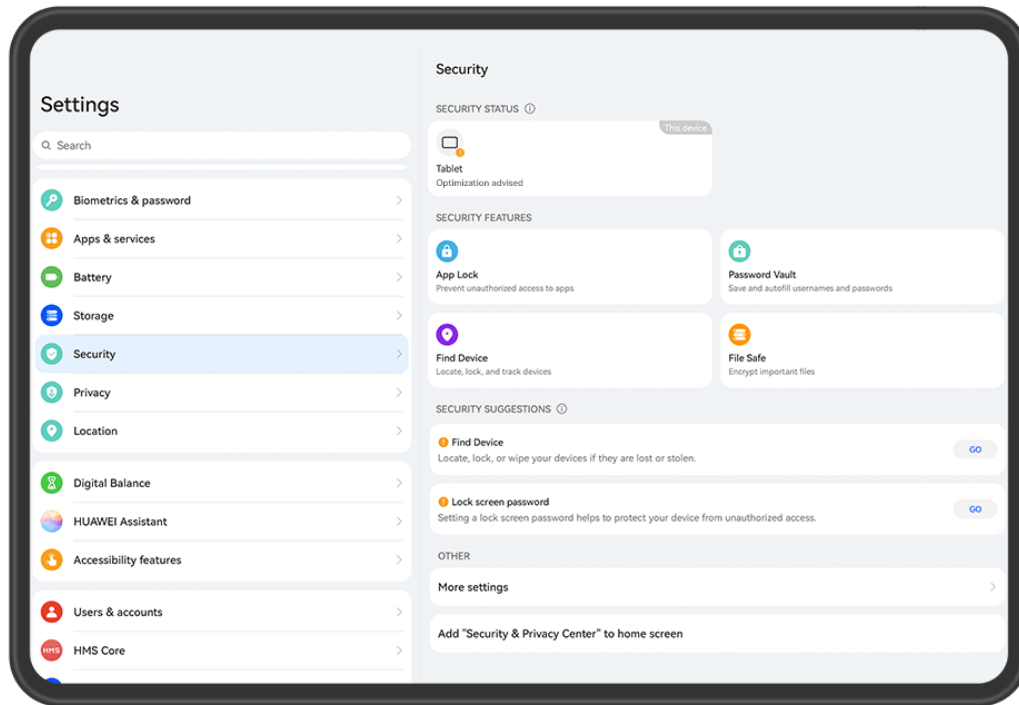 Settings
Search
Biometrics & password
Apps & services
Battery
Storage
Security
Privacy
Location
Digital Balance
HUAWEI Assistant
Accessibility features
Users & accounts
HMS
HMS Core
Security
SECURITY STATUS
This device
Tablet
Optimization advised
SECURITY FEATURES
App Lock
Prevent unauthorized access to apps
Password Vault
Save and autofill usernames and passwords
Find Device
Locate, lock, and track devices
File Safe
Encrypt important files
SECURITY SUGGESTIONS
Find Device
Locate, lock, or wipe your devices if they are lost or stolen.
GO
Lock screen password
Setting a lock screen password helps to protect your device from unauthorized access.
GO
OTHER
More settings
Add "Security & Privacy Center" to home screen